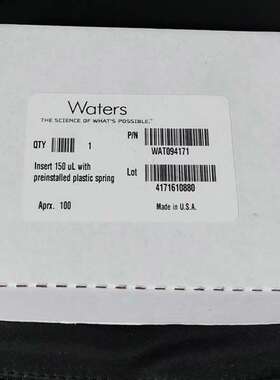 Waters
THE SCIENCE OF WHAT'S POSSIBLE.™
P/N
WAT094171
QTY 1
Insert 150 uL with
preinstalled plastic spring
Lot
4171610880
Aprx. 100
Made in U.S.A.